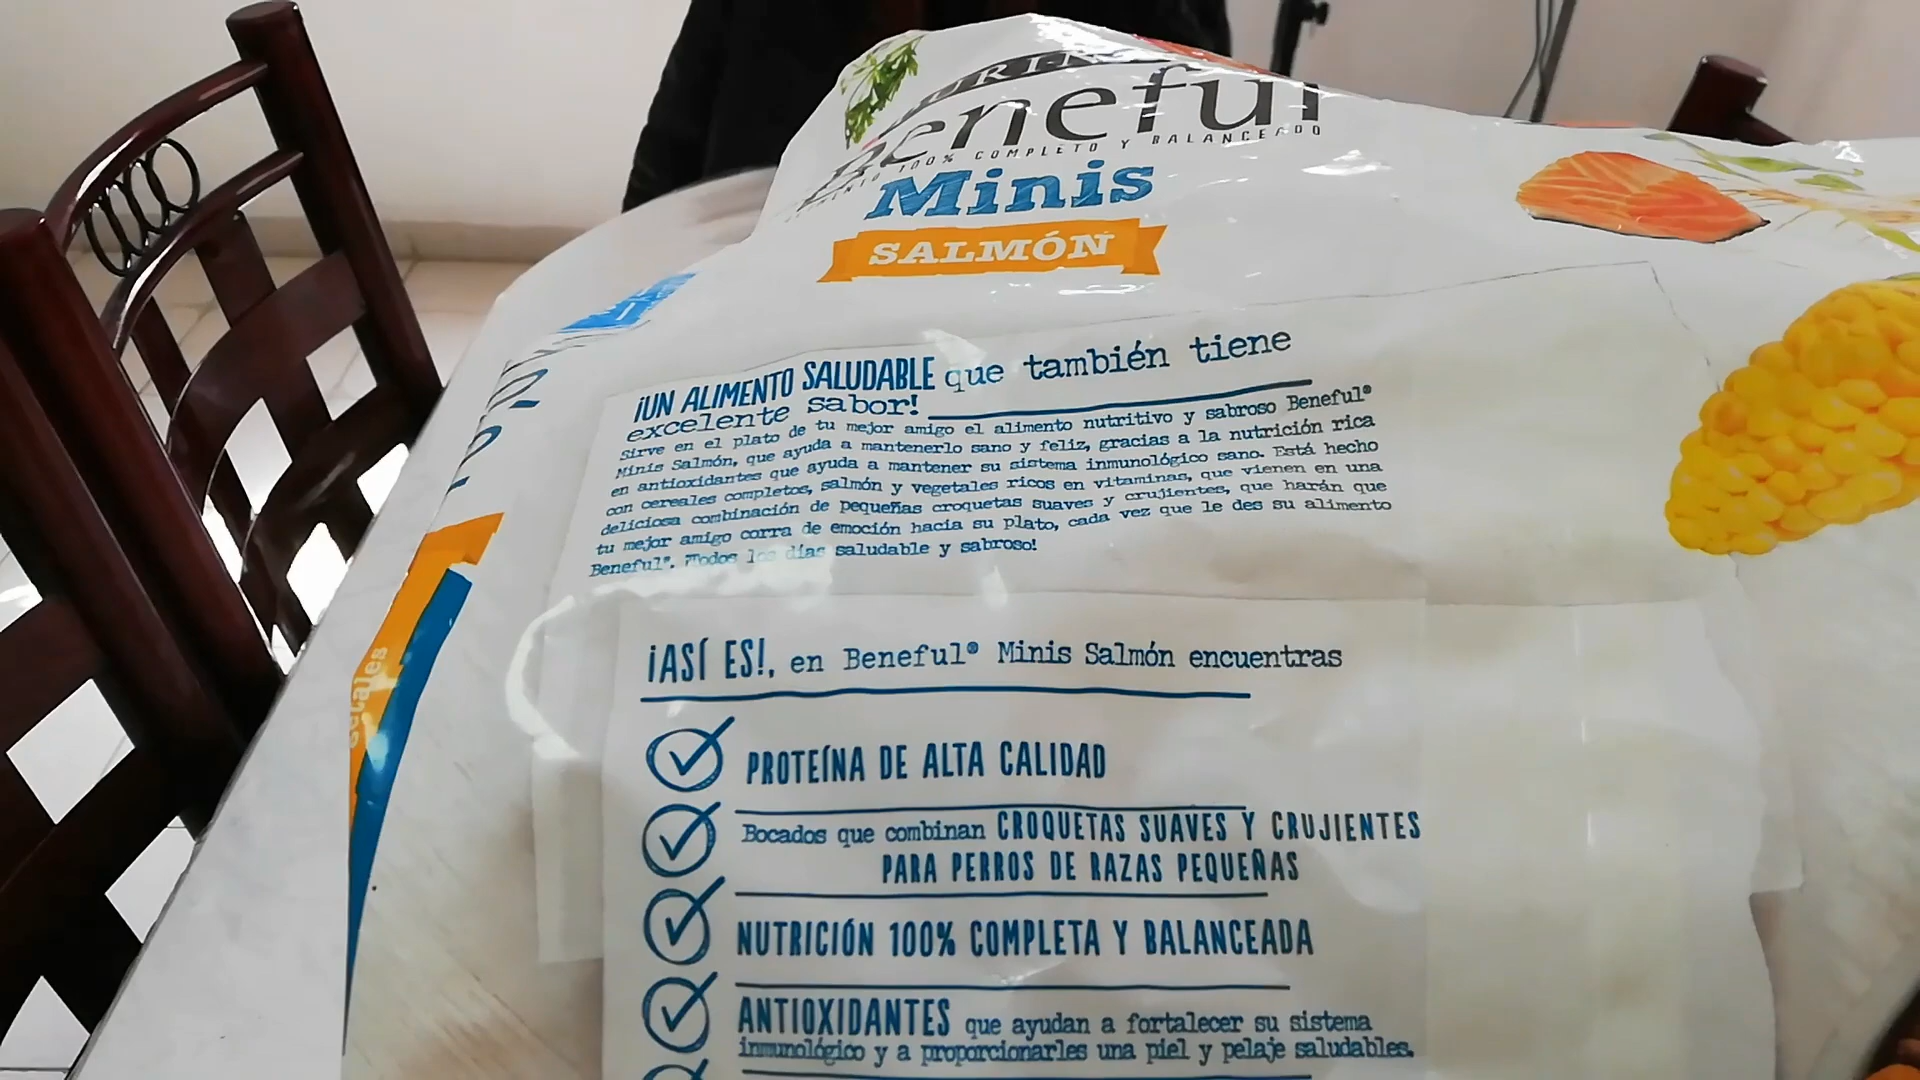 PURINA
Beneful
ALIMENTO 100% COMPLETO Y BALANCEADO
Minis
SALMÓN
¡UN ALIMENTO SALUDABLE que también tiene
excelente sabor!
Sirve en el plato de tu mejor amigo el alimento nutritivo y sabroso Beneful®
Minis Salmón, que ayuda a mantenerlo sano y feliz, gracias a la nutrición rica
en antioxidantes que ayuda a mantener su sistema inmunológico sano. Está hecho
con cereales completos, salmón y vegetales ricos en vitaminas, que vienen en una
deliciosa combinación de pequeñas croquetas suaves y crujientes, que harán que
tu mejor amigo corra de emoción hacia su plato, cada vez que le des su alimento
Beneful®. ¡Todos los días saludable y sabroso!
¡ASÍ ES!, en Beneful® Minis Salmón encuentras
PROTEÍNA DE ALTA CALIDAD
Bocados que combinan CROQUETAS SUAVES Y CRUJIENTES
PARA PERROS DE RAZAS PEQUEÑAS
NUTRICIÓN 100% COMPLETA Y BALANCEADA
ANTIOXIDANTES que ayudan a fortalecer su sistema
inmunológico y a proporcionarles una piel y pelaje saludables.